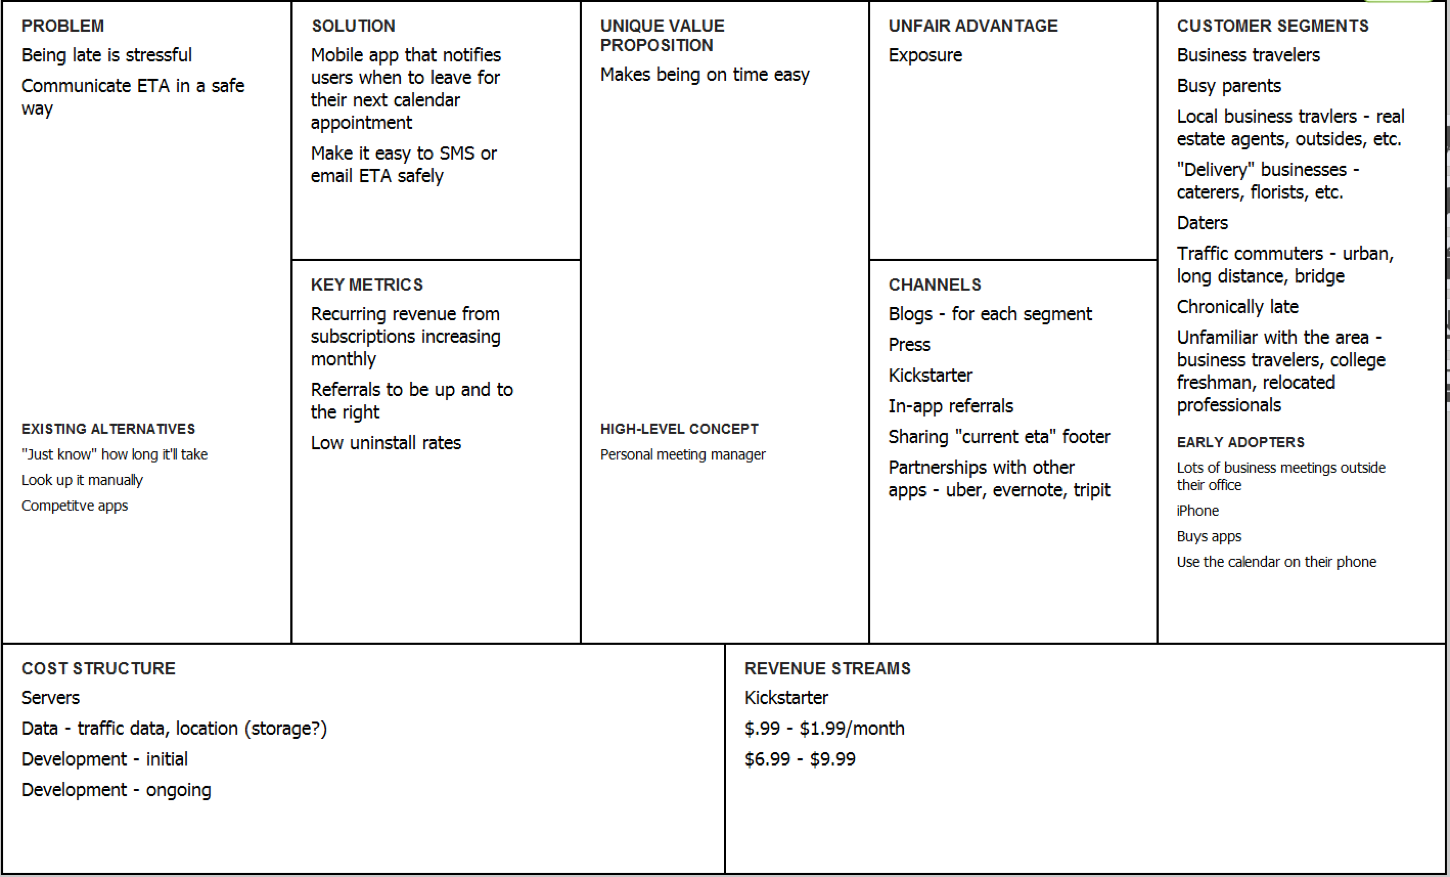 PROBLEM
Being late is stressful
Communicate ETA in a safe
way
EXISTING ALTERNATIVES
"Just know" how long it'll take
Look up it manually
Competitve apps
SOLUTION
Mobile app that notifies
users when to leave for
their next calendar
appointment
Make it easy to SMS or
email ETA safely
KEY METRICS
Recurring revenue from
subscriptions increasing
monthly
Referrals to be up and to
the right
Low uninstall rates
UNIQUE VALUE
PROPOSITION
Makes being on time easy
HIGH-LEVEL CONCEPT
Personal meeting manager
UNFAIR ADVANTAGE
Exposure
CHANNELS
Blogs - for each segment
Press
Kickstarter
In-app referrals
Sharing "current eta" footer
Partnerships with other
apps - uber, evernote, tripit
CUSTOMER SEGMENTS
Business travelers
Busy parents
Local business travlers - real
estate agents, outsides, etc.
"Delivery" businesses -
caterers, florists, etc.
Daters
Traffic commuters - urban,
long distance, bridge
Chronically late
Unfamiliar with the area -
business travelers, college
freshman, relocated
professionals
EARLY ADOPTERS
Lots of business meetings outside
their office
iPhone
Buys apps
Use the calendar on their phone
COST STRUCTURE
Servers
Data - traffic data, location (storage?)
Development - initial
Development - ongoing
REVENUE STREAMS
Kickstarter
$.99 - $1.99/month
$6.99 - $9.99